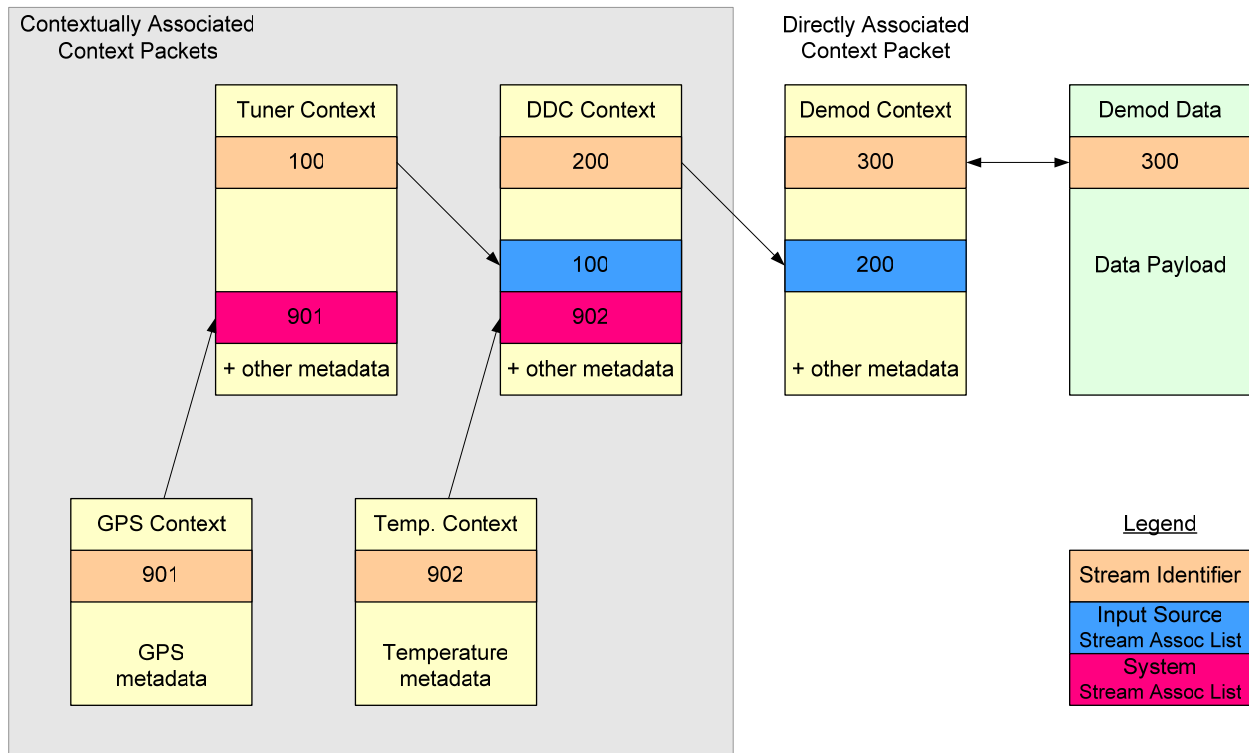 Contextually Associated
Context Packets
Directly Associated
Context Packet
Tuner Context
100
901
+ other metadata
DDC Context
200
100
902
+ other metadata
Demod Context
300
200
+ other metadata
Demod Data
300
Data Payload
GPS Context
901
GPS
metadata
Temp. Context
902
Temperature
metadata
Legend
Stream Identifier
Input Source
Stream Assoc List
System
Stream Assoc List